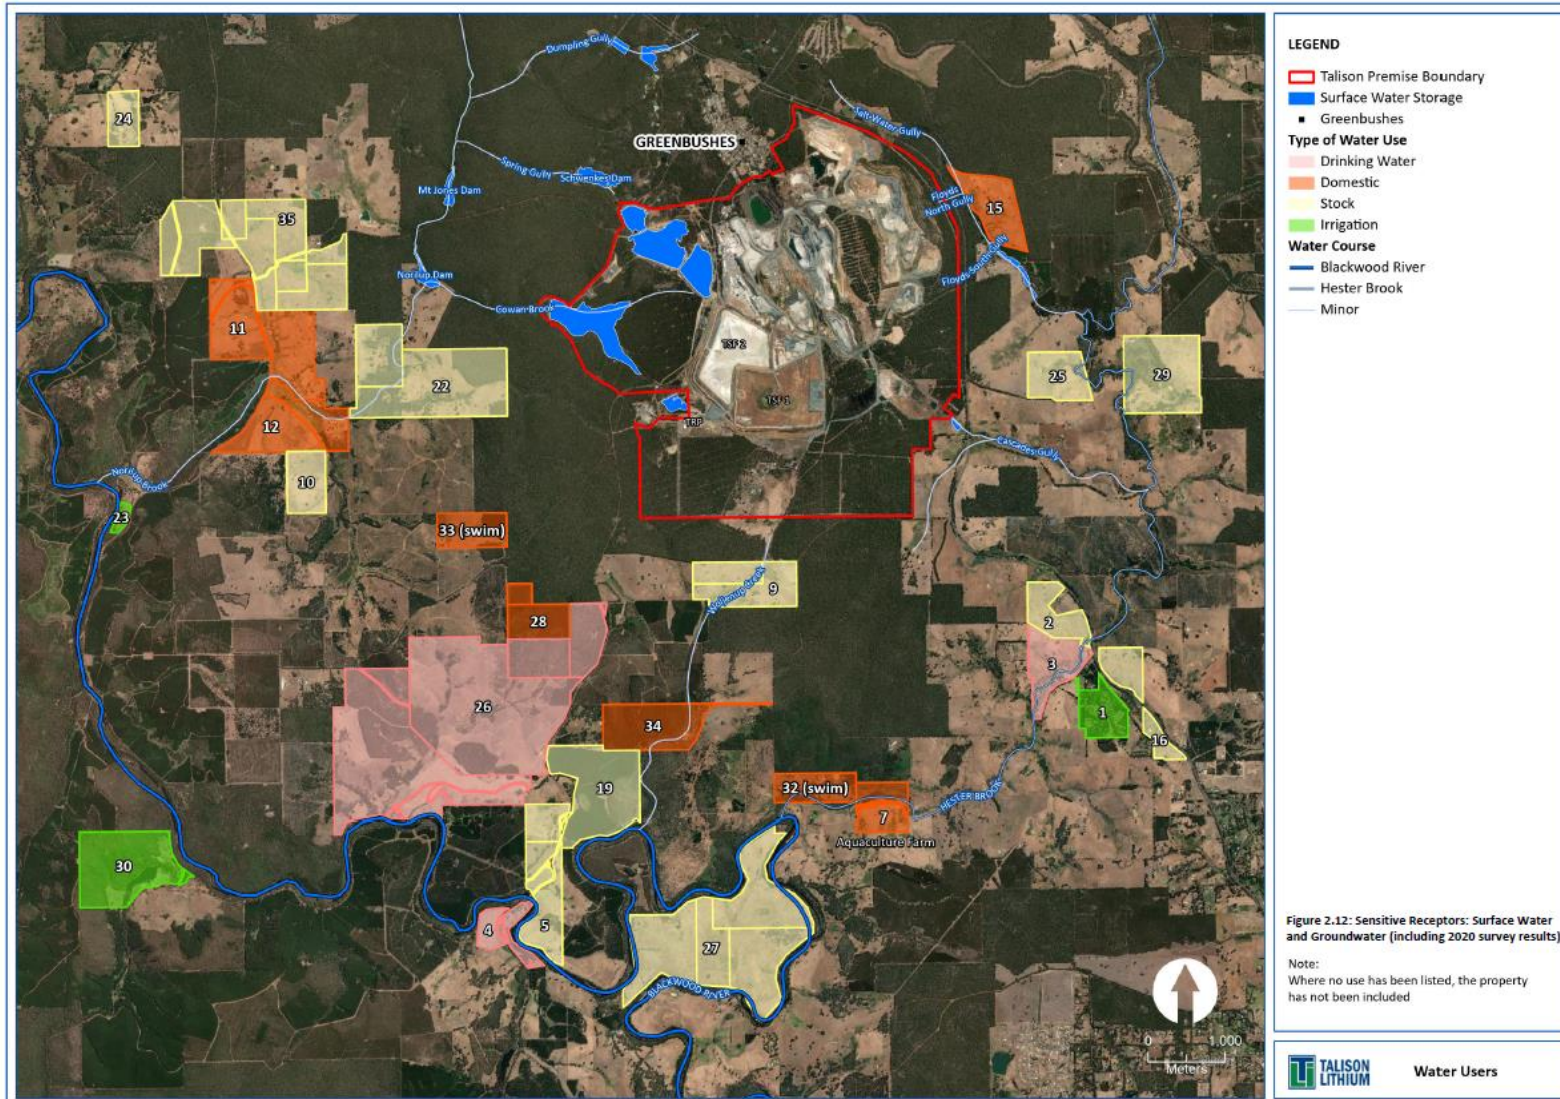 Dumpling Gully
24
GREENBUSHES
Salt Water Gully
Spring Gully
Schwenkes Dam
Mt Jones Dam
Floyds
North Gully
15
35
Norilup Dam
Floyds South Gully
Cowan Brook
11
TSF 2
22
25
29
TSF 1
12
TRP
Cascades Gully
Norilup Brook
10
23
33 (swim)
9
Woljenup Creek
28
2
3
26
34
1
16
19
32 (swim)
HESTER BROOK
7
Aquaculture Farm
30
4
5
27
BLACKWOOD RIVER
0 1,000
Meters
LEGEND
Talison Premise Boundary
Surface Water Storage
Greenbushes
Type of Water Use
Drinking Water
Domestic
Stock
Irrigation
Water Course
Blackwood River
Hester Brook
Minor
Figure 2.12: Sensitive Receptors: Surface Water
and Groundwater (including 2020 survey results)
Note:
Where no use has been listed, the property
has not been included
TALISON
LITHIUM
Water Users